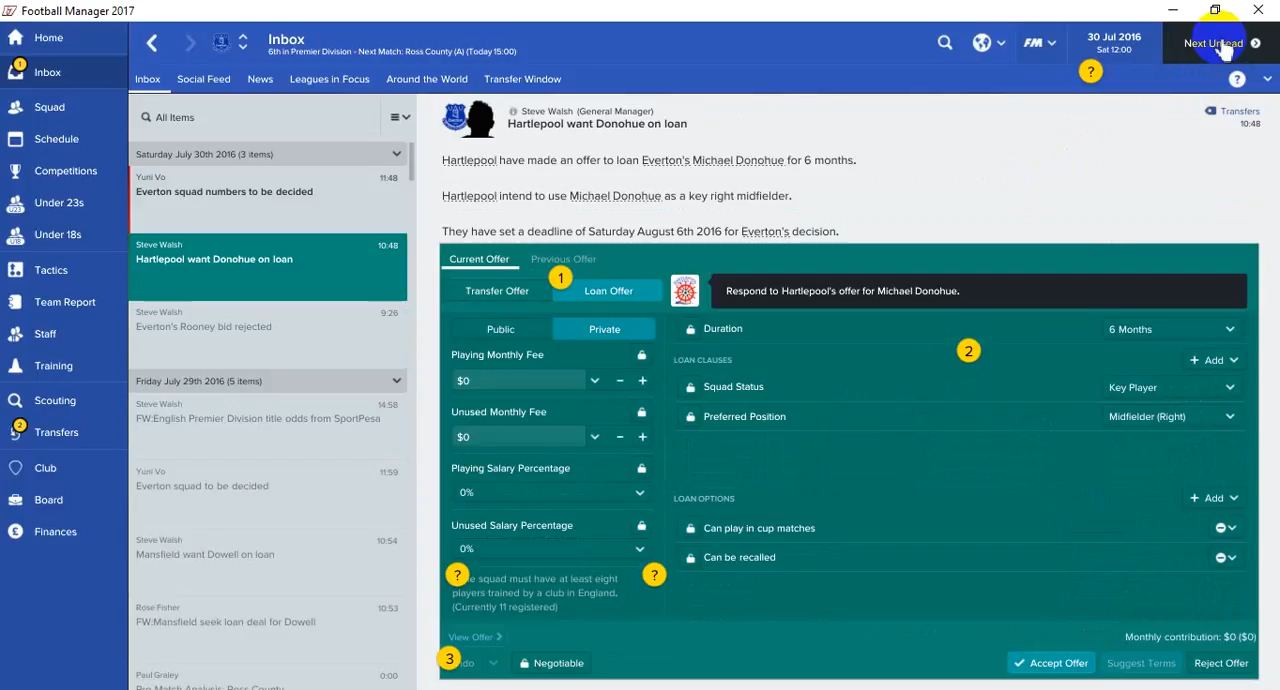 Football Manager 2017
Home
Inbox
1
Squad
Schedule
Competitions
Under 23s
U23
Under 18s
U18
Tactics
Team Report
Staff
Training
Scouting
Transfers
2
Club
Board
Finances
Inbox
6th in Premier Division - Next Match: Ross County (A) (Today 15:00)
FM
30 Jul 2016
Sat 12:00
Next Unread
?
?
Inbox
Social Feed
News
Leagues in Focus
Around the World
Transfer Window
All Items
Saturday July 30th 2016 (3 items)
Yuni Vo
11:48
Everton squad numbers to be decided
Steve Walsh
10:48
Hartlepool want Donohue on loan
Steve Walsh
9:26
Everton's Rooney bid rejected
Friday July 29th 2016 (5 items)
14:58
FW:English Premier Division title odds from SportPesa
Yuni Vo
11:59
Everton squad to be decided
Steve Walsh
10:54
Mansfield want Dowell on loan
Rose Fisher
10:53
FW:Mansfield seek loan deal for Dowell
Paul Graley
0:00
Pre Match Analysis: Ross County
Steve Walsh (General Manager)
Hartlepool want Donohue on loan
Transfers
10:48
Hartlepool have made an offer to loan Everton's Michael Donohue for 6 months.
Hartlepool intend to use Michael Donohue as a key right midfielder.
They have set a deadline of Saturday August 6th 2016 for Everton's decision.
Current Offer
Previous Offer
1
Transfer Offer
Loan Offer
Respond to Hartlepool's offer for Michael Donohue.
Public
Private
Playing Monthly Fee
$0
Unused Monthly Fee
$0
Playing Salary Percentage
0%
Unused Salary Percentage
0%
?
?
squad must have at least eight
players trained by a club in England.
(Currently 11 registered)
Duration
6 Months
2
LOAN CLAUSES
+ Add
Squad Status
Key Player
Preferred Position
Midfielder (Right)
LOAN OPTIONS
+ Add
Can play in cup matches
Can be recalled
View Offer
Monthly contribution: $0 ($0)
3
Negotiable
Accept Offer
Suggest Terms
Reject Offer